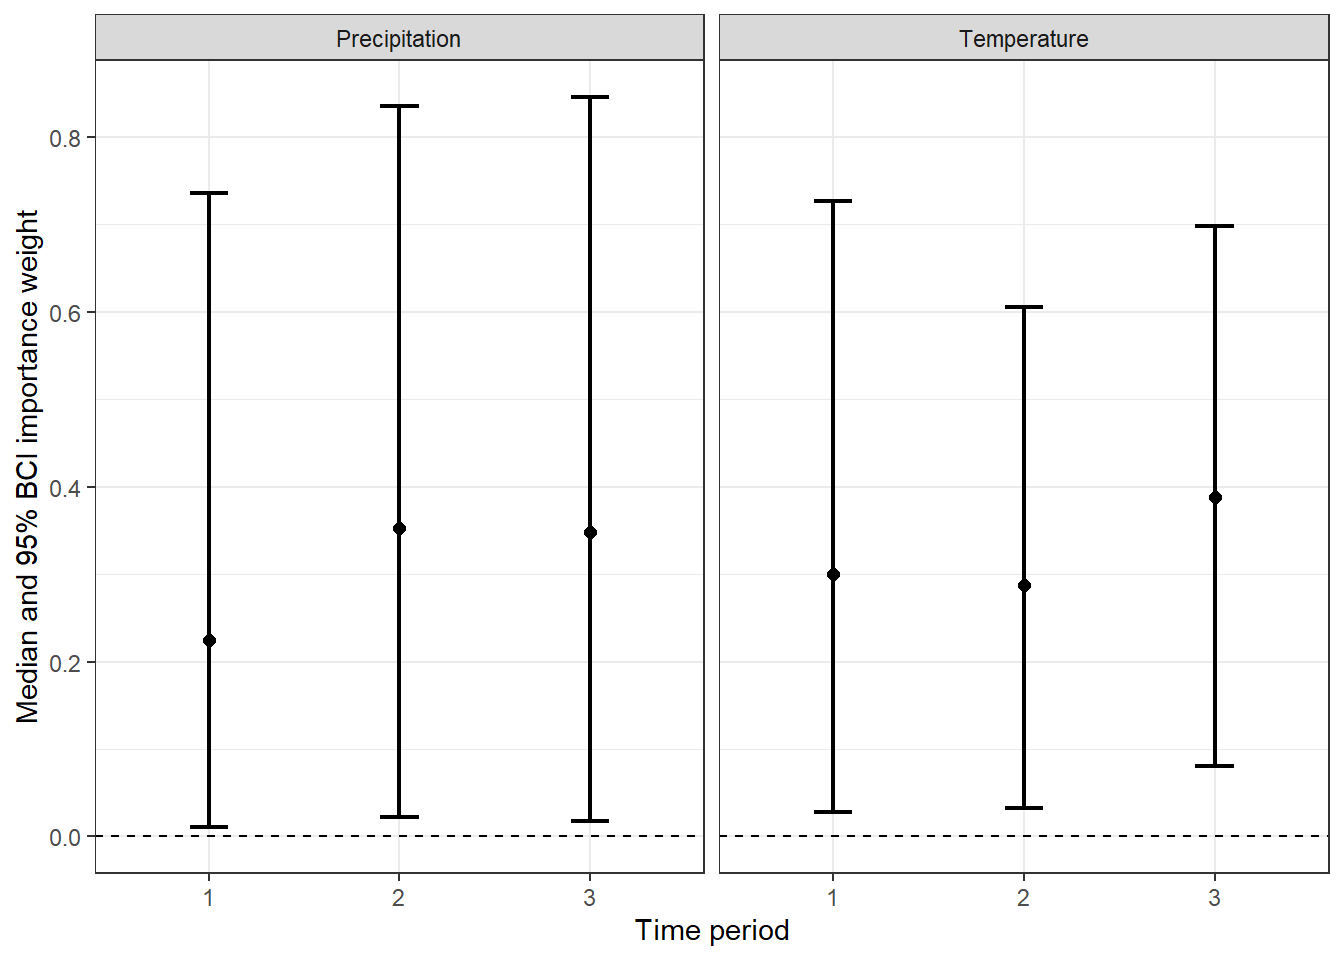 Precipitation
Temperature
Median and 95% BCI importance weight
0.8
0.6
0.4
0.2
0.0
1 2 3
1 2 3
Time period